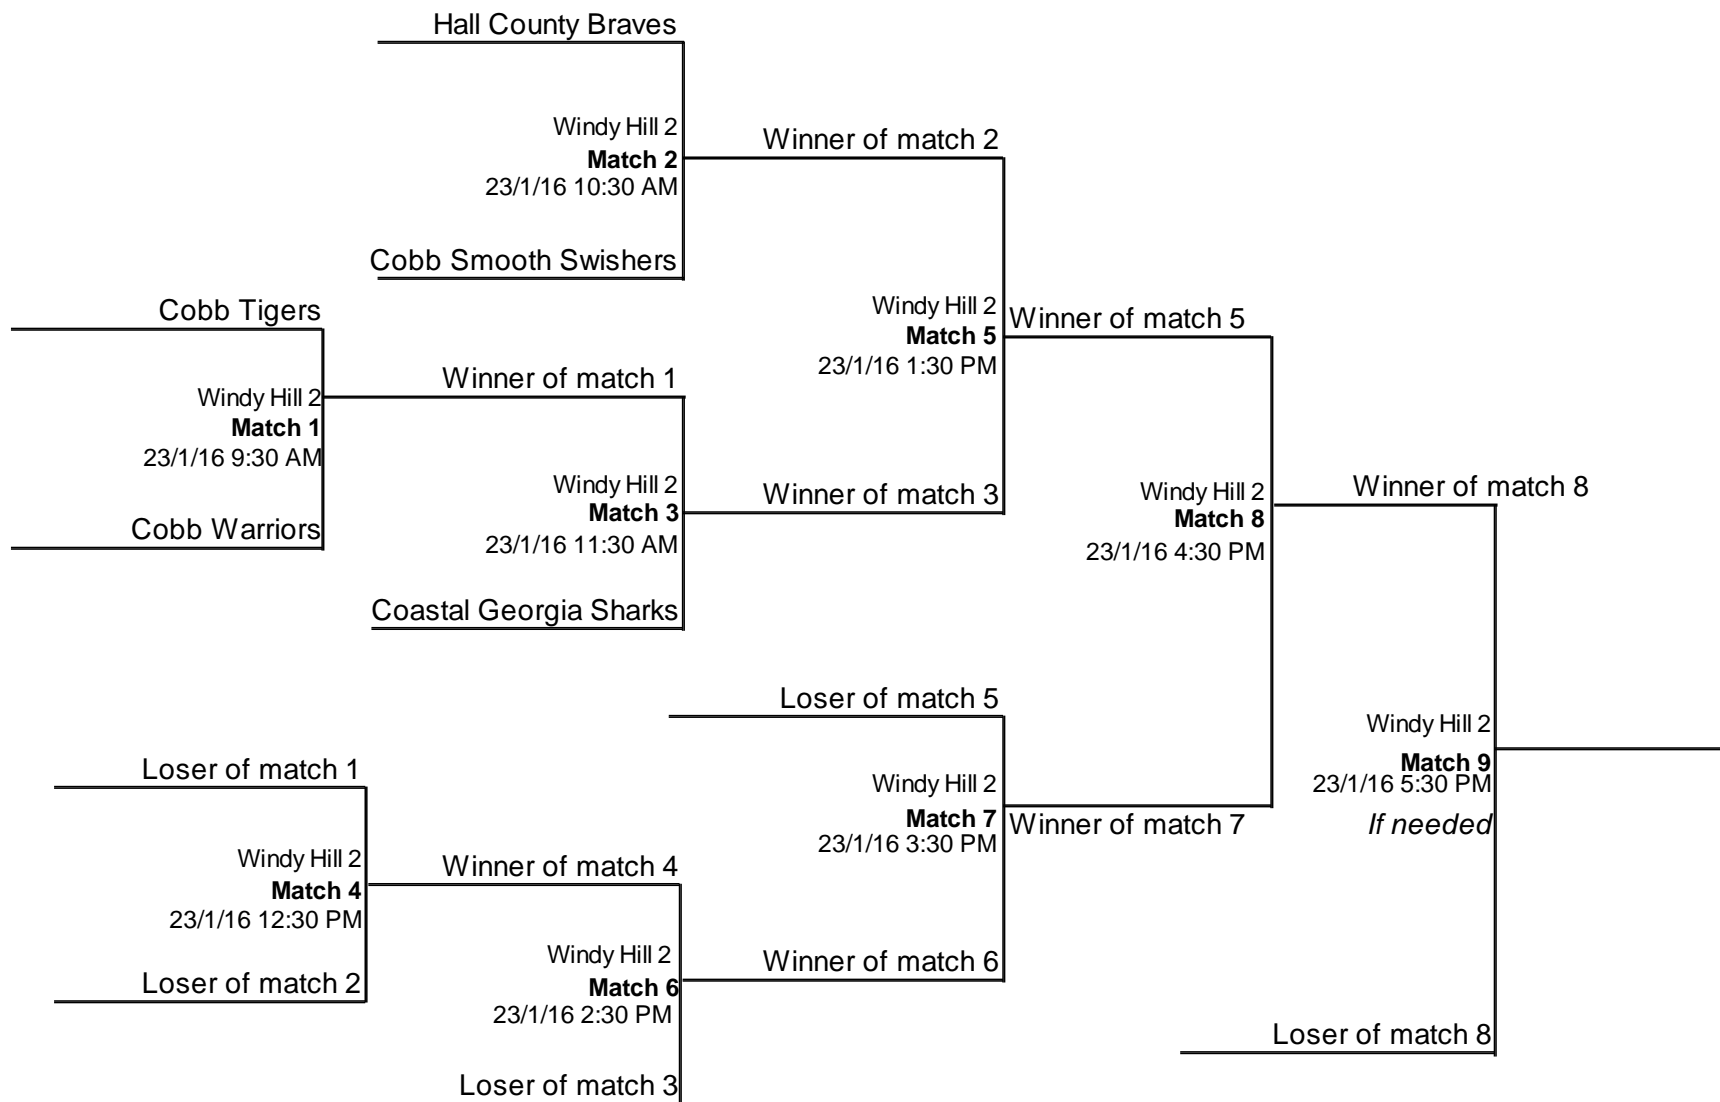 Hall County Braves
Windy Hill 2
Match 2
23/1/16 10:30 AM
Winner of match 2
Cobb Smooth Swishers
Cobb Tigers
Windy Hill 2
Match 1
23/1/16 9:30 AM
Cobb Warriors
Winner of match 1
Windy Hill 2
Match 3
23/1/16 11:30 AM
Coastal Georgia Sharks
Windy Hill 2
Match 5
23/1/16 1:30 PM
Winner of match 3
Winner of match 5
Windy Hill 2
Match 8
23/1/16 4:30 PM
Winner of match 8
Loser of match 5
Windy Hill 2
Match 7
23/1/16 3:30 PM
Winner of match 7
Windy Hill 2
Match 9
23/1/16 5:30 PM
If needed
Loser of match 1
Windy Hill 2
Match 4
23/1/16 12:30 PM
Loser of match 2
Winner of match 4
Windy Hill 2
Match 6
23/1/16 2:30 PM
Loser of match 3
Winner of match 6
Loser of match 8